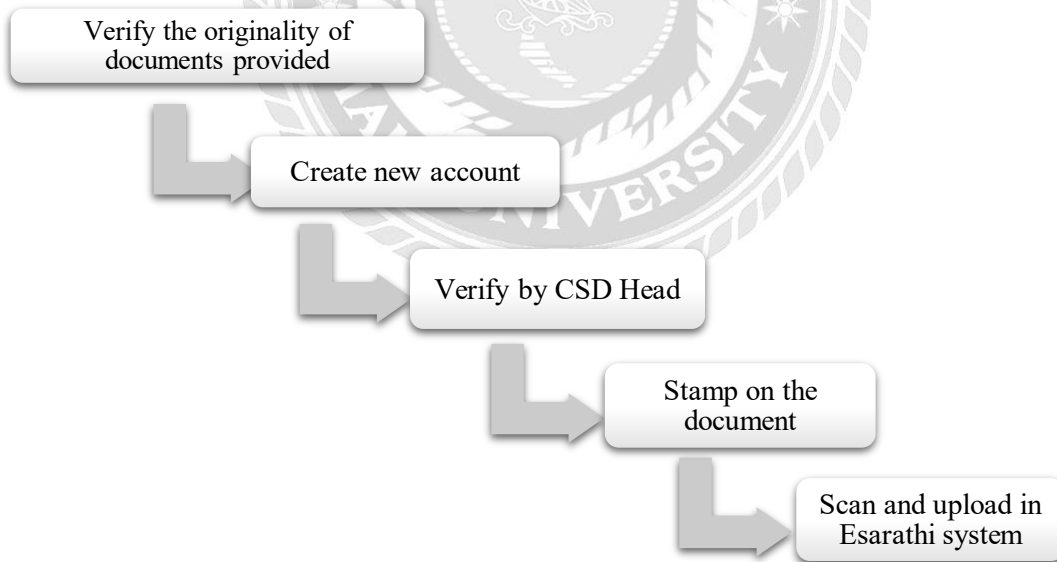 Verify the originality of
documents provided
Create new account
UNIVERSITY
Verify by CSD Head
Stamp on the
document
Scan and upload in
Esarathi system